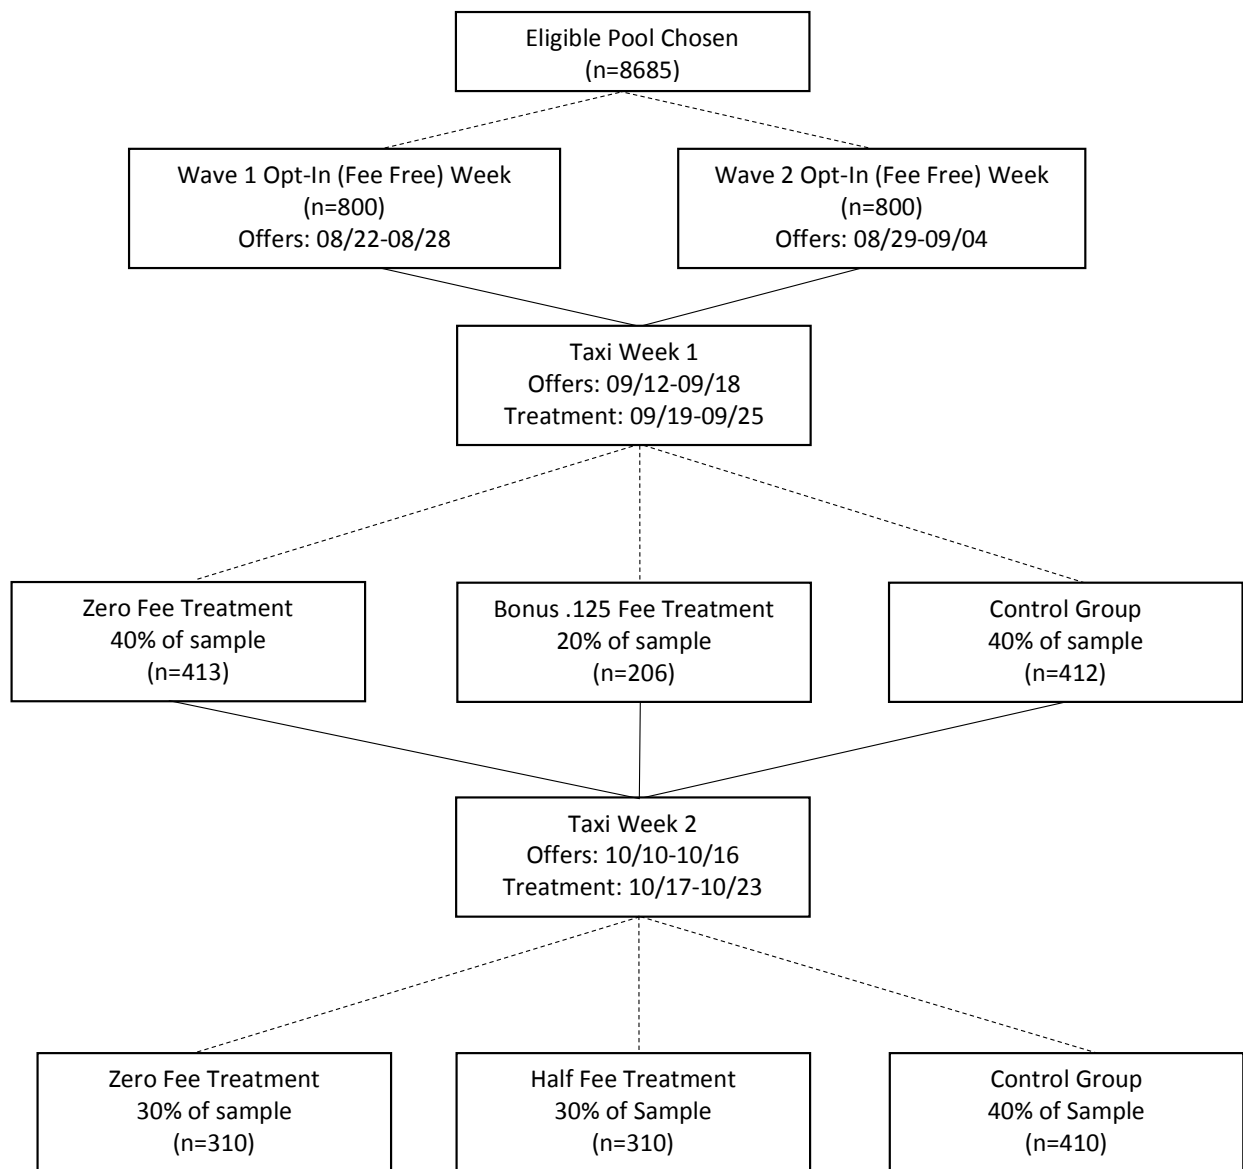 Eligible Pool Chosen
(n=8685)
Wave 1 Opt-In (Fee Free) Week
(n=800)
Offers: 08/22-08/28
Wave 2 Opt-In (Fee Free) Week
(n=800)
Offers: 08/29-09/04
Taxi Week 1
Offers: 09/12-09/18
Treatment: 09/19-09/25
Zero Fee Treatment
40% of sample
(n=413)
Bonus .125 Fee Treatment
20% of sample
(n=206)
Control Group
40% of sample
(n=412)
Taxi Week 2
Offers: 10/10-10/16
Treatment: 10/17-10/23
Zero Fee Treatment
30% of sample
(n=310)
Half Fee Treatment
30% of Sample
(n=310)
Control Group
40% of Sample
(n=410)